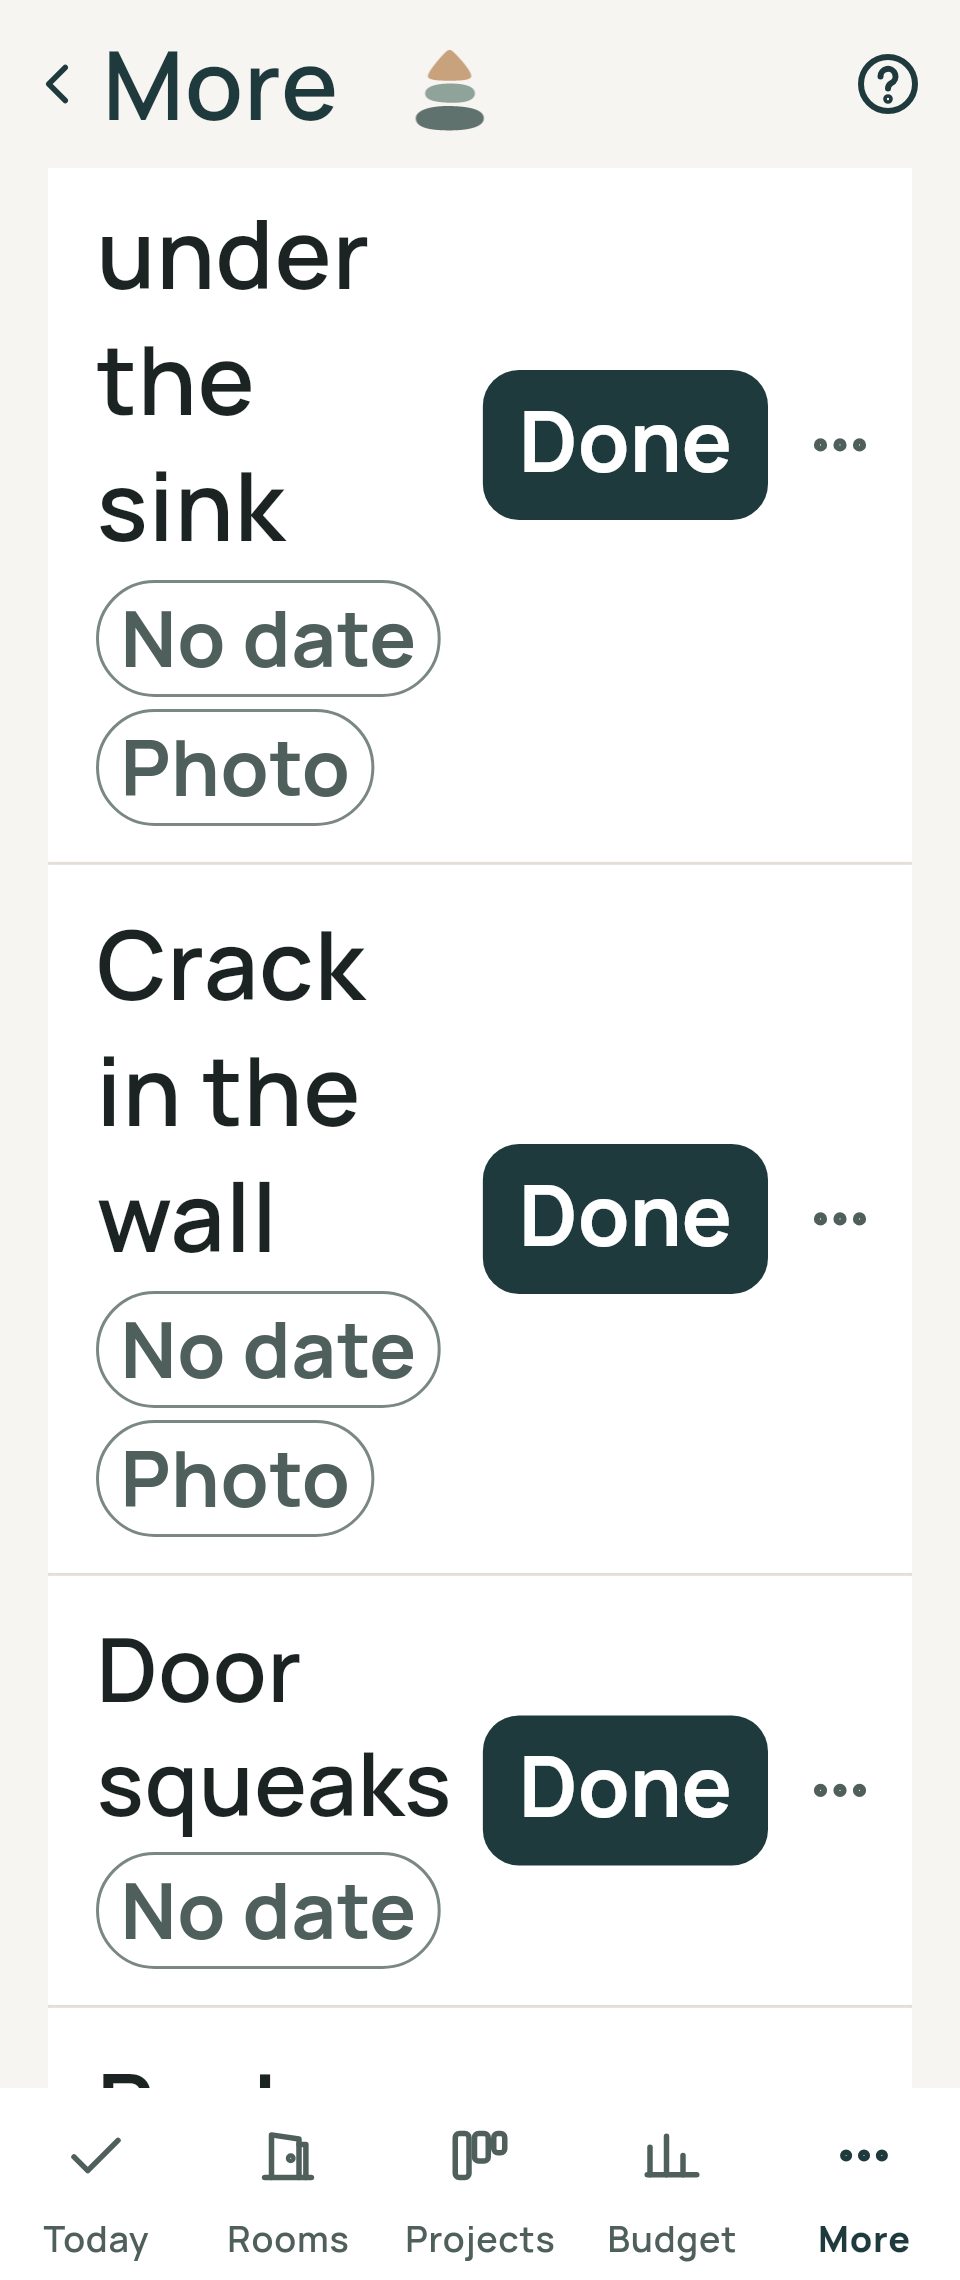 More
under
the
sink
Done
No date
Photo
Crack
in the
wall
Done
No date
Photo
Door
squeaks
Done
No date
Today
Rooms
Projects
Budget
More